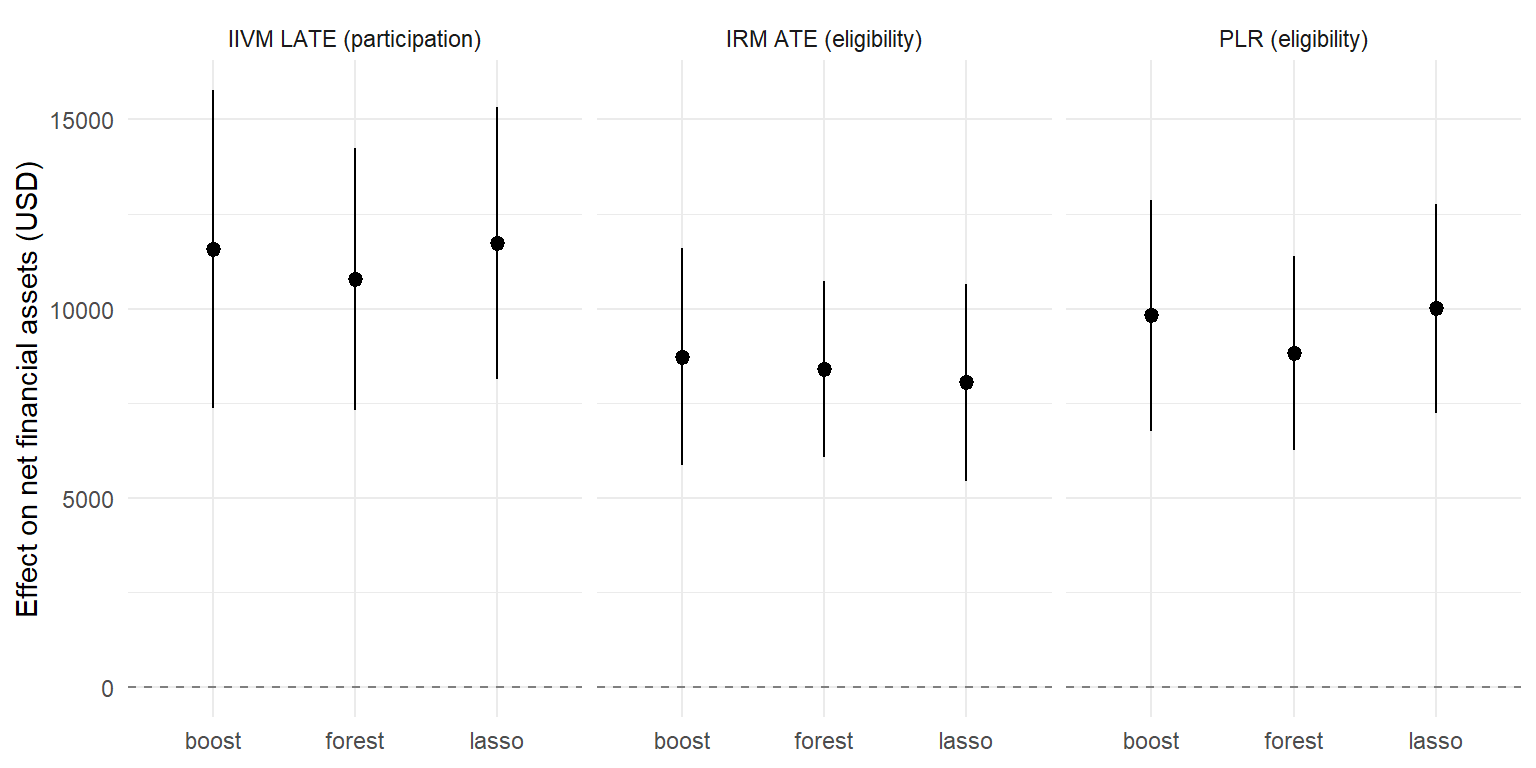 IIVM LATE (participation)
IRM ATE (eligibility)
PLR (eligibility)
Effect on net financial assets (USD)
15000
10000
5000
0
boost forest lasso
boost forest lasso
boost forest lasso